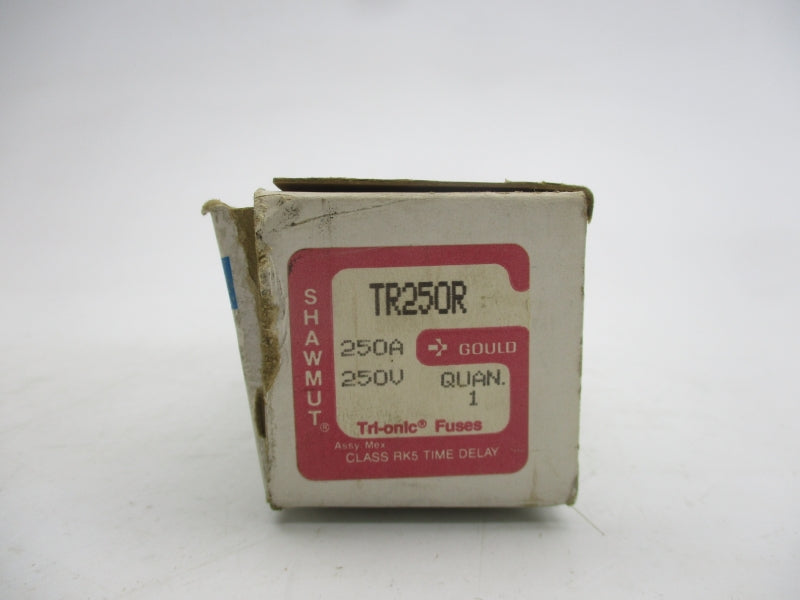 SHAWMUT®
TR250R
250A
GOULD
250V QUAN.
1
Tri-onic® Fuses
Assy. Mex
CLASS RK5 TIME DELAY